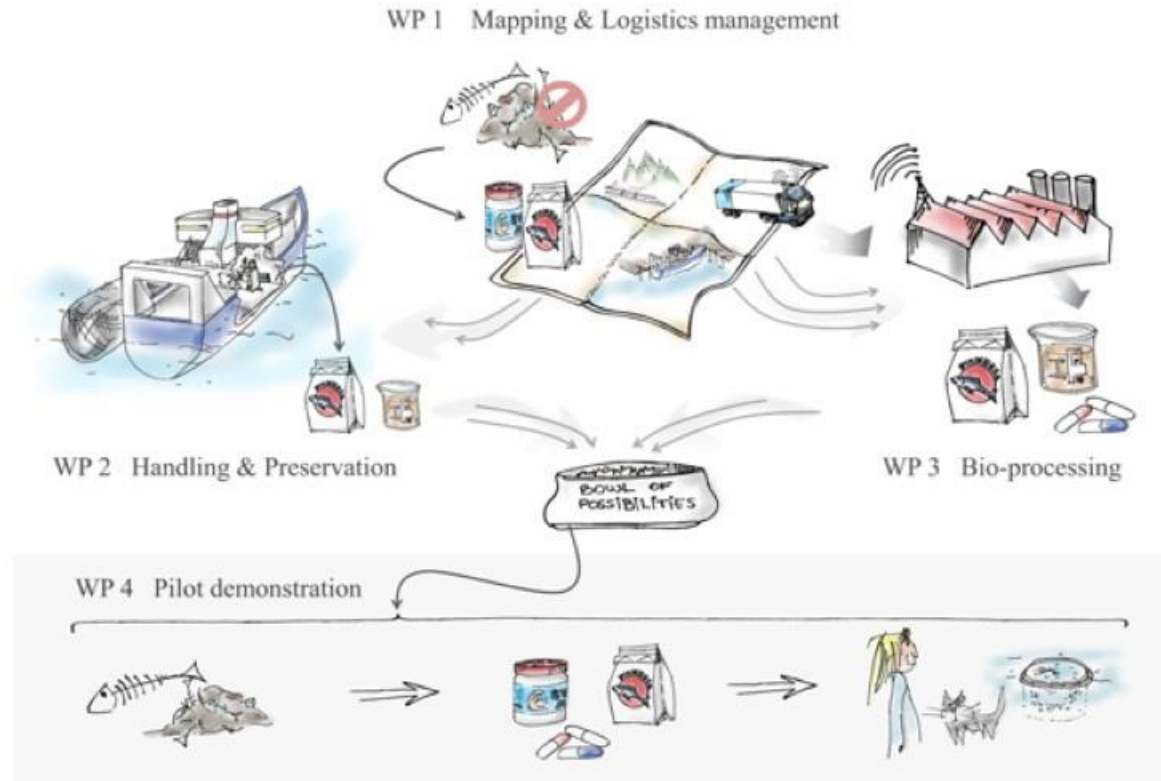 WP 1 Mapping & Logistics management
WP 2 Handling & Preservation
WP 3 Bio-processing
BOWL OF
POSSIBILITIES
WP 4 Pilot demonstration